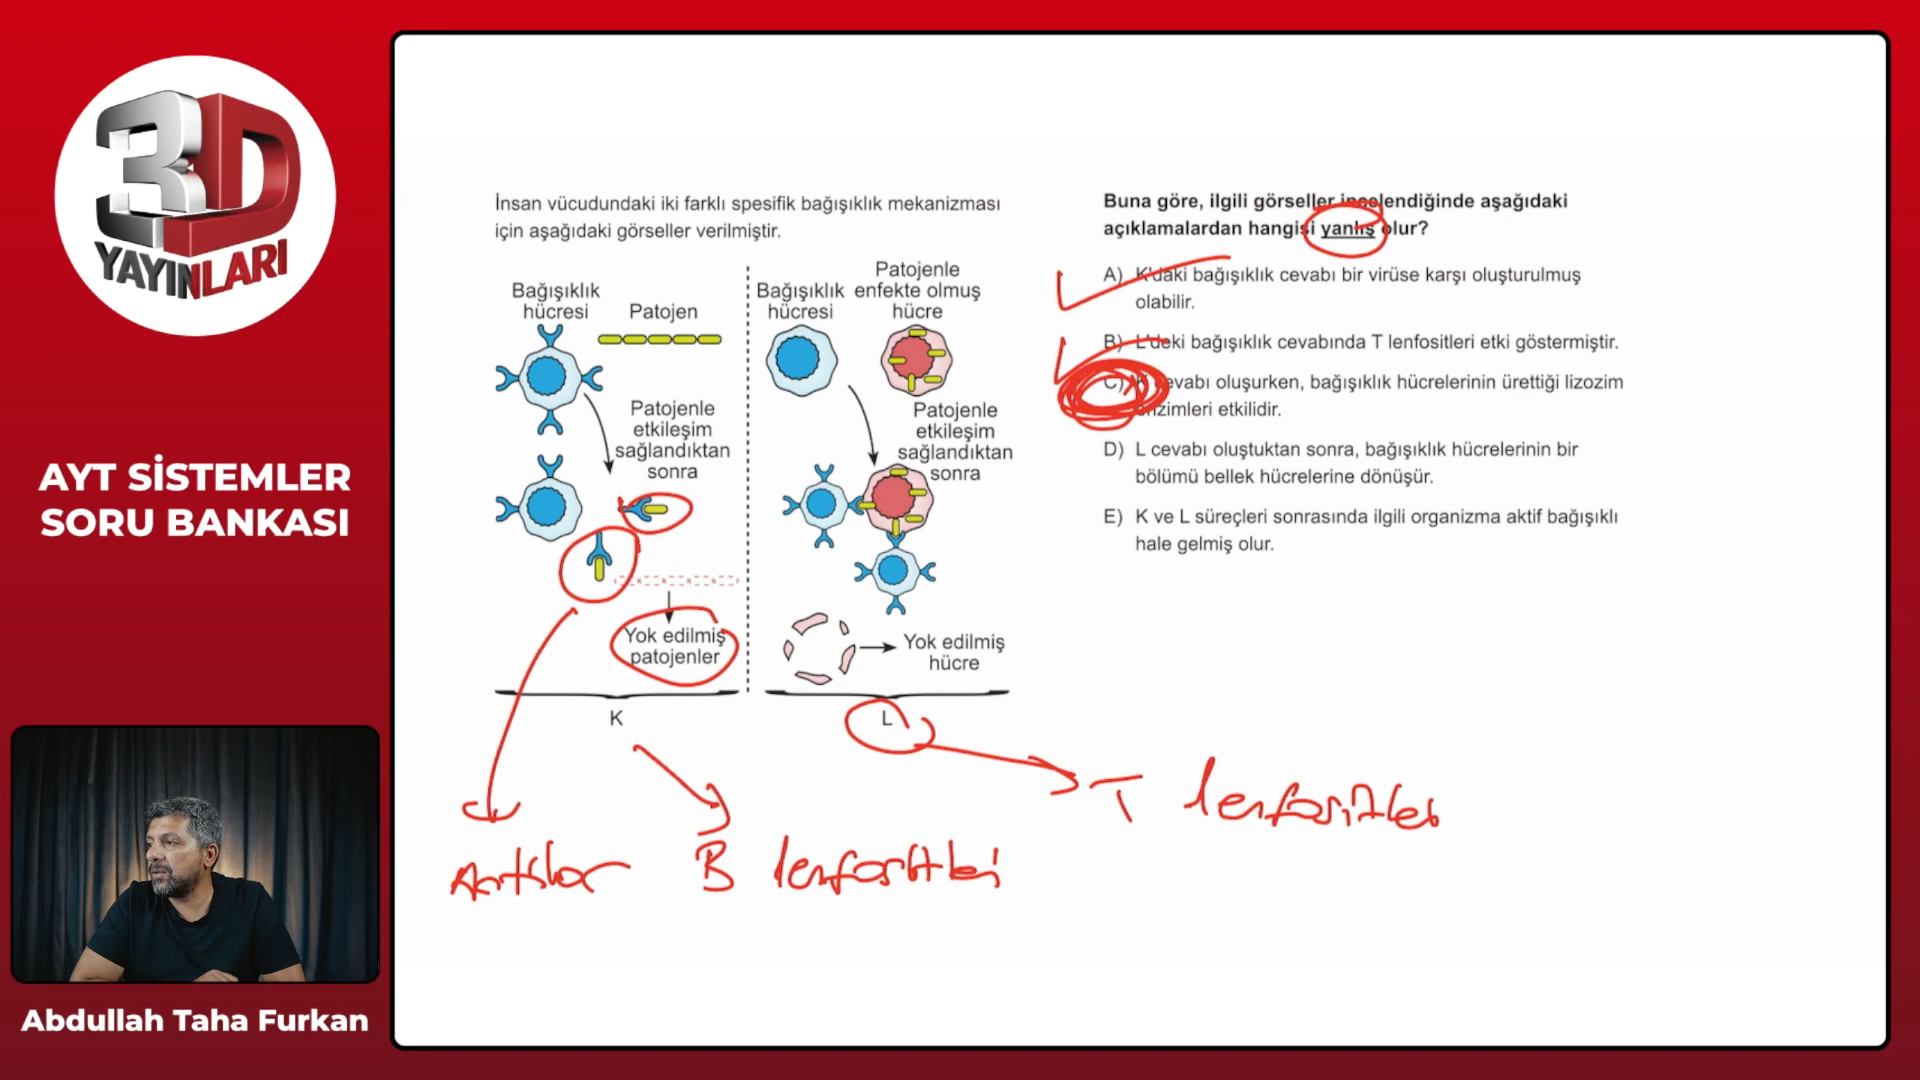 3D
YAYINLARI
AYT SİSTEMLER
SORU BANKASI
Abdullah Taha Furkan
İnsan vücudundaki iki farklı spesifik bağışıklık mekanizması
için aşağıdaki görseller verilmiştir.
Bağışıklık
hücresi
Patojen
Patojenle
etkileşim
sağlandıktan
sonra
Yok edilmiş
patojenler
K
Bağışıklık
hücresi
Patojenle
enfekte olmuş
hücre
Patojenle
etkileşim
sağlandıktan
sonra
Yok edilmiş
hücre
L
B lenfositleri
T lenfositler
Buna göre, ilgili görseller incelendiğinde aşağıdaki
açıklamalardan hangisi yanlış olur?
A) K'daki bağışıklık cevabı bir virüse karşı oluşturulmuş
olabilir.
B) L'deki bağışıklık cevabında T lenfositleri etki göstermiştir.
C) K cevabı oluşurken, bağışıklık hücrelerinin ürettiği lizozim
enzimleri etkilidir.
D) L cevabı oluştuktan sonra, bağışıklık hücrelerinin bir
bölümü bellek hücrelerine dönüşür.
E) K ve L süreçleri sonrasında ilgili organizma aktif bağışıklı
hale gelmiş olur.